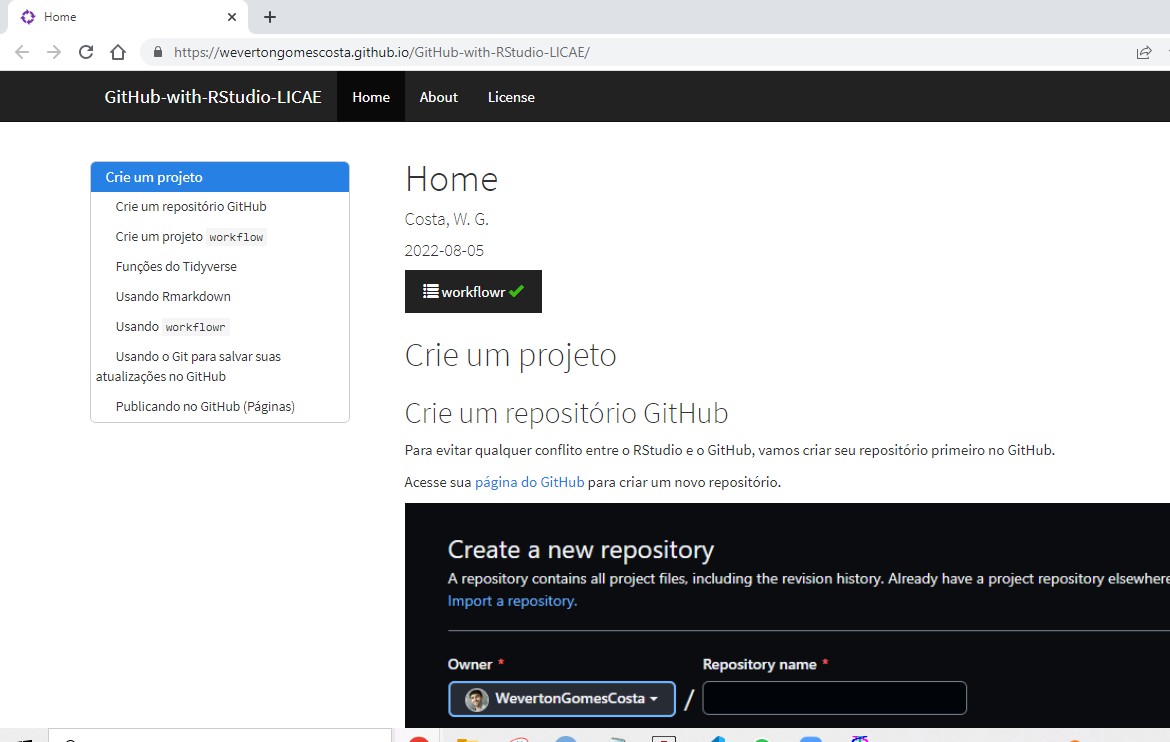 Home
https://wevertongomescosta.github.io/GitHub-with-RStudio-LICAE/
GitHub-with-RStudio-LICAE
Home
About
License
Crie um projeto
Crie um repositório GitHub
Crie um projeto workflow
Funções do Tidyverse
Usando Rmarkdown
Usando workflowr
Usando o Git para salvar suas
atualizações no GitHub
Publicando no GitHub (Páginas)
Home
Costa, W. G.
2022-08-05
workflowr
Crie um projeto
Crie um repositório GitHub
Para evitar qualquer conflito entre o RStudio e o GitHub, vamos criar seu repositório primeiro no GitHub.
Acesse sua página do GitHub para criar um novo repositório.
Create a new repository
A repository contains all project files, including the revision history. Already have a project repository elsewhere
Import a repository.
Owner *
Repository name *
WevertonGomesCosta
/